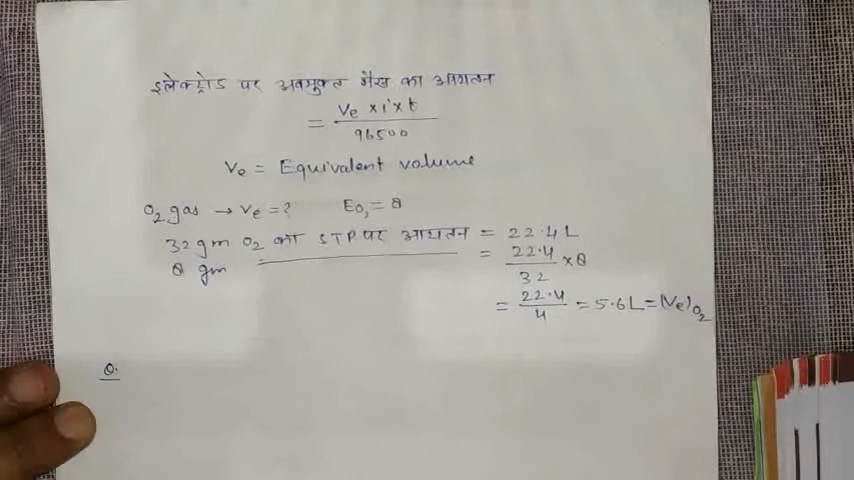 इलेक्ट्रोड पर अवमुक्त गैस का आयतन
= Ve × i × t / 96500
Ve = Equivalent volume
O2 gas → Ve = ? EO2 = 8
32 gm O2 का STP पर आयतन = 22.4 L
8 gm = 22.4 / 32 × 8
= 22.4 / 4 = 5.6 L = (Ve)O2
Q.